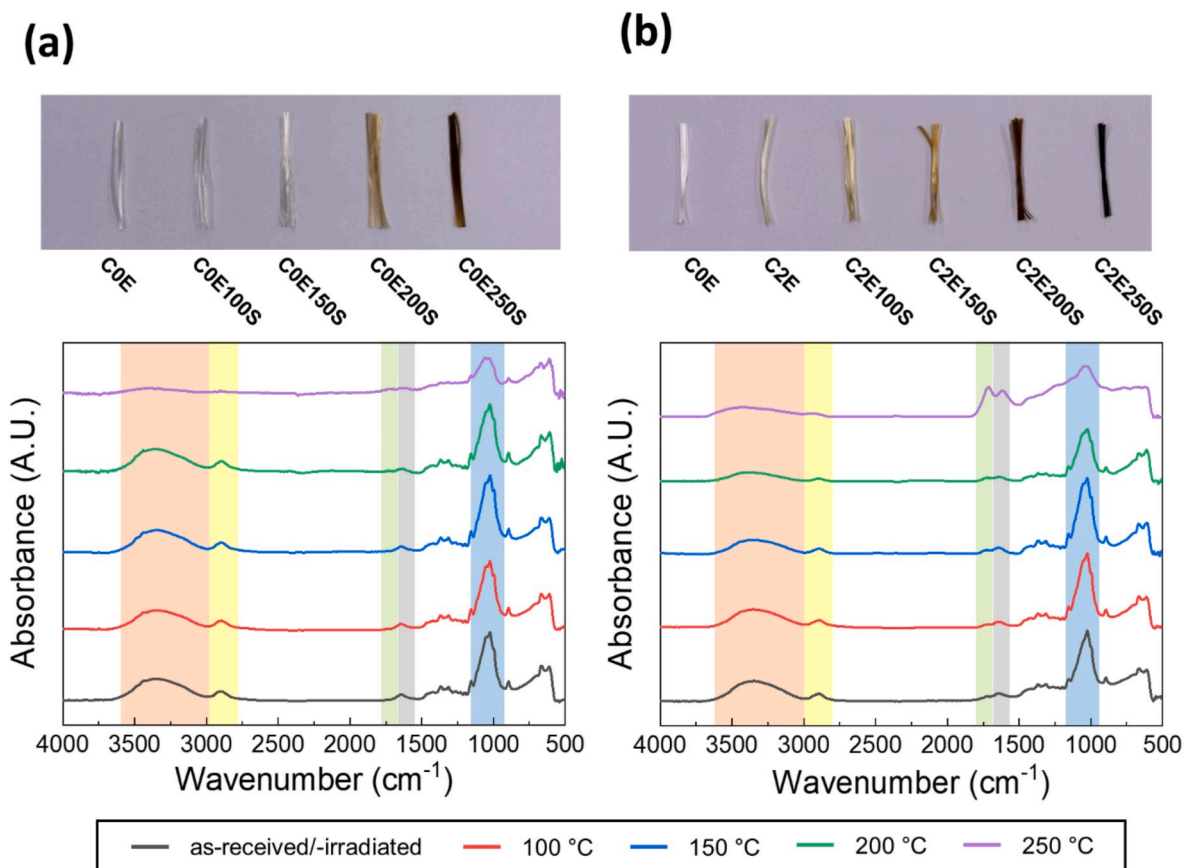 (a)
(b)
C0E
C0E100S
C0E150S
C0E200S
C0E250S
C0E
C2E
C2E100S
C2E150S
C2E200S
C2E250S
Absorbance (A.U.)
4000 3500 3000 2500 2000 1500 1000 500
Wavenumber (cm⁻¹)
Absorbance (A.U.)
4000 3500 3000 2500 2000 1500 1000 500
Wavenumber (cm⁻¹)
as-received/-irradiated 100 °C 150 °C 200 °C 250 °C